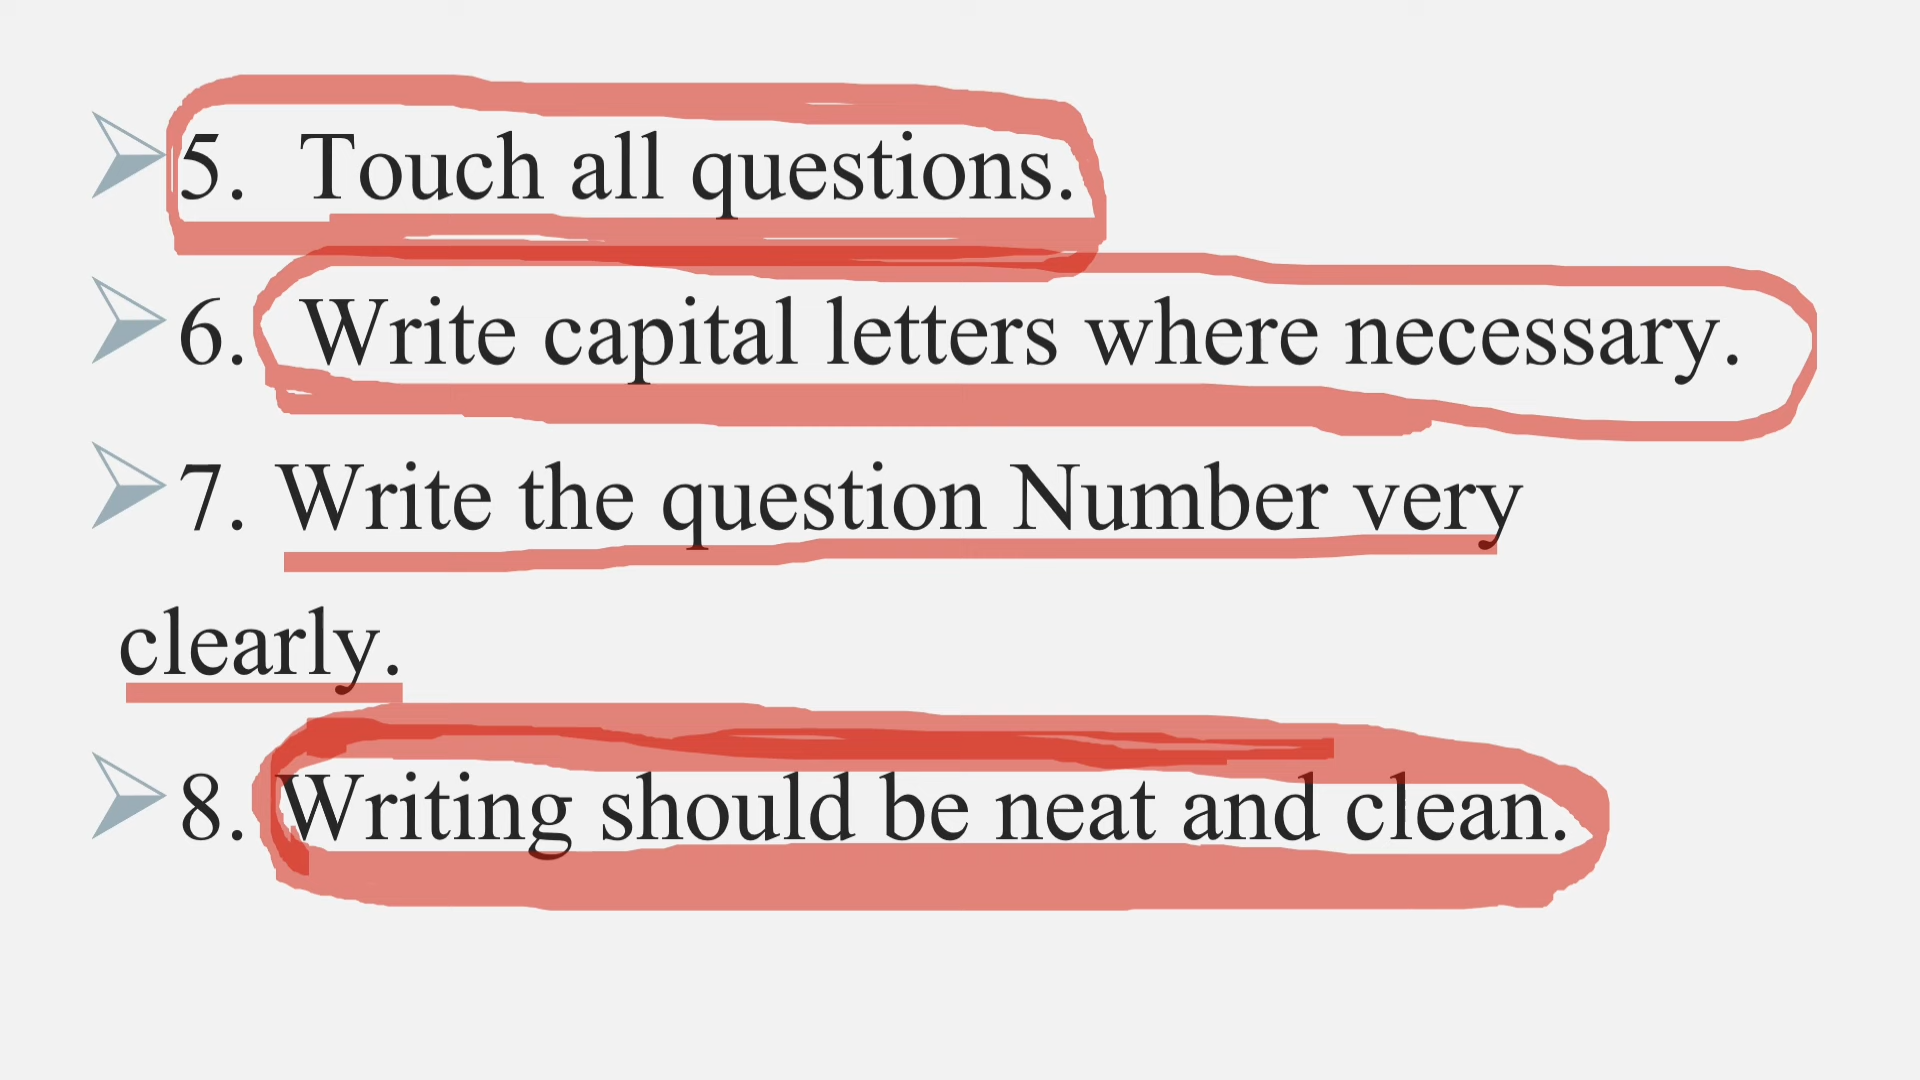 5. Touch all questions.
6. Write capital letters where necessary.
7. Write the question Number very
clearly.
8. Writing should be neat and clean.